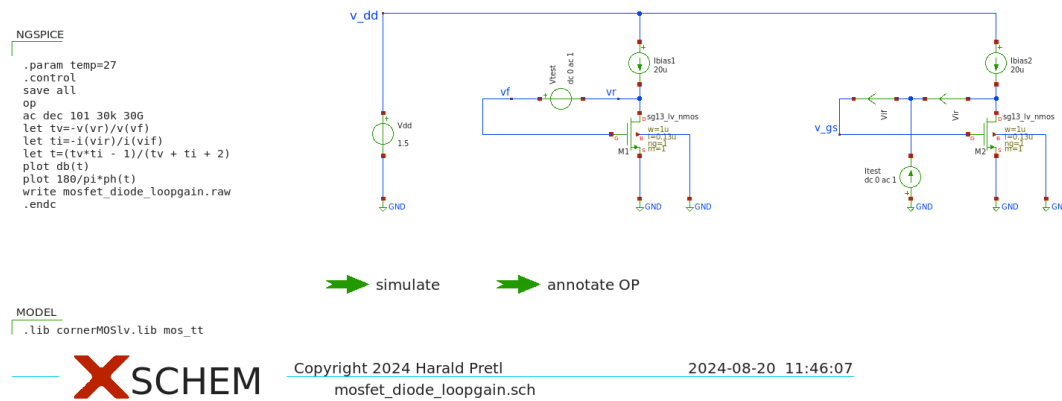 NGSPICE
.param temp=27
.control
save all
op
ac dec 101 30k 30G
let tv=-v(vr)/v(vf)
let ti=-i(vir)/i(vif)
let t=(tv*ti - 1)/(tv + ti + 2)
plot db(t)
plot 180/pi*ph(t)
write mosfet_diode_loopgain.raw
.endc
v_dd
Vdd
1.5
GND
vf
Vtest
dc 0 ac 1
vr
Ibias1
20u
sg13_lv_nmos
w=1u
l=0.13u
ng=1
m=1
M1
D
G
B
S
GND
GND
v_gs
Vif
Vir
Itest
dc 0 ac 1
Ibias2
20u
sg13_lv_nmos
w=1u
l=0.13u
ng=1
m=1
M2
D
G
B
S
GND
GND
GND
simulate
annotate OP
MODEL
.lib cornerMOSlv.lib mos_tt
XSCHEM
Copyright 2024 Harald Pretl
2024-08-20 11:46:07
mosfet_diode_loopgain.sch